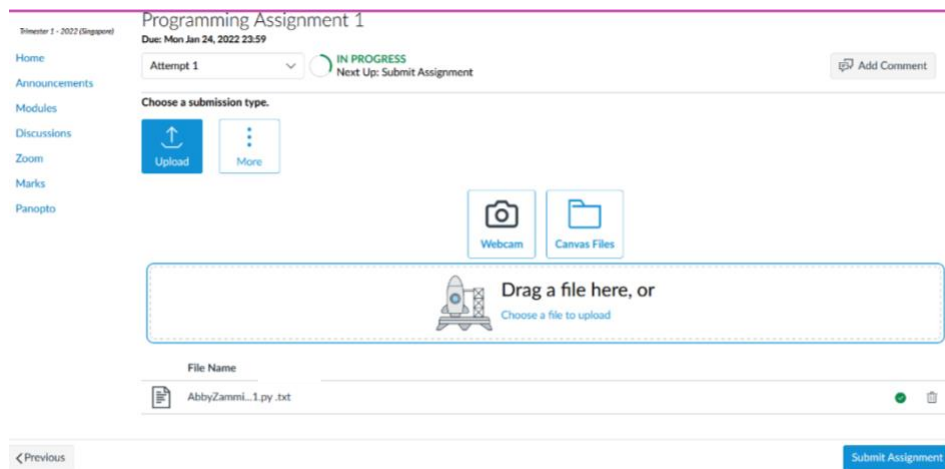 Programming Assignment 1
Trimester 1 - 2022 (Singapore)
Due: Mon Jan 24, 2022 23:59
Home
Announcements
Modules
Discussions
Zoom
Marks
Panopto
Attempt 1
IN PROGRESS
Next Up: Submit Assignment
Add Comment
Choose a submission type.
Upload
More
Webcam
Canvas Files
Drag a file here, or
Choose a file to upload
File Name
AbbyZammi...1.py .txt
Previous
Submit Assignment